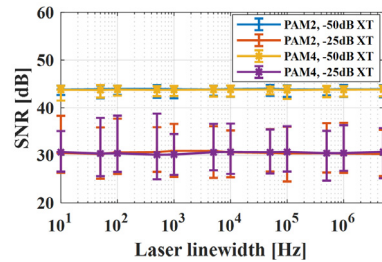 60
50
40
30
20
SNR [dB]
PAM2, -50dB XT
PAM2, -25dB XT
PAM4, -50dB XT
PAM4, -25dB XT
10^1 10^2 10^3 10^4 10^5 10^6
Laser linewidth [Hz]